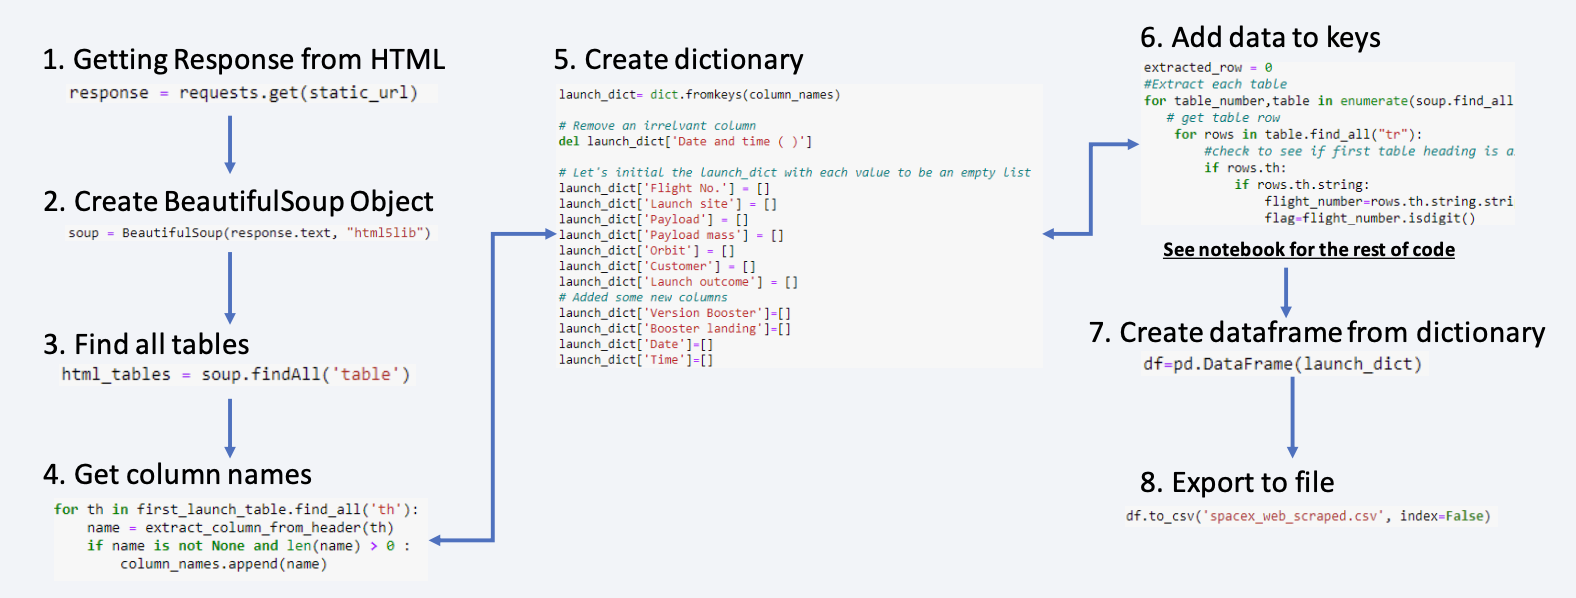 1. Getting Response from HTML
response = requests.get(static_url)
2. Create BeautifulSoup Object
soup = BeautifulSoup(response.text, "html5lib")
3. Find all tables
html_tables = soup.findAll('table')
4. Get column names
for th in first_launch_table.find_all('th'):
    name = extract_column_from_header(th)
    if name is not None and len(name) > 0 :
        column_names.append(name)
5. Create dictionary
launch_dict= dict.fromkeys(column_names)
# Remove an irrelvant column
del launch_dict['Date and time ( )']
# Let's initial the launch_dict with each value to be an empty list
launch_dict['Flight No.'] = []
launch_dict['Launch site'] = []
launch_dict['Payload'] = []
launch_dict['Payload mass'] = []
launch_dict['Orbit'] = []
launch_dict['Customer'] = []
launch_dict['Launch outcome'] = []
# Added some new columns
launch_dict['Version Booster']=[]
launch_dict['Booster landing']=[]
launch_dict['Date']=[]
launch_dict['Time']=[]
6. Add data to keys
extracted_row = 0
#Extract each table
for table_number,table in enumerate(soup.find_all
   # get table row
    for rows in table.find_all("tr"):
        #check to see if first table heading is a
        if rows.th:
            if rows.th.string:
                flight_number=rows.th.string.stri
                flag=flight_number.isdigit()
See notebook for the rest of code
7. Create dataframe from dictionary
df=pd.DataFrame(launch_dict)
8. Export to file
df.to_csv('spacex_web_scraped.csv', index=False)